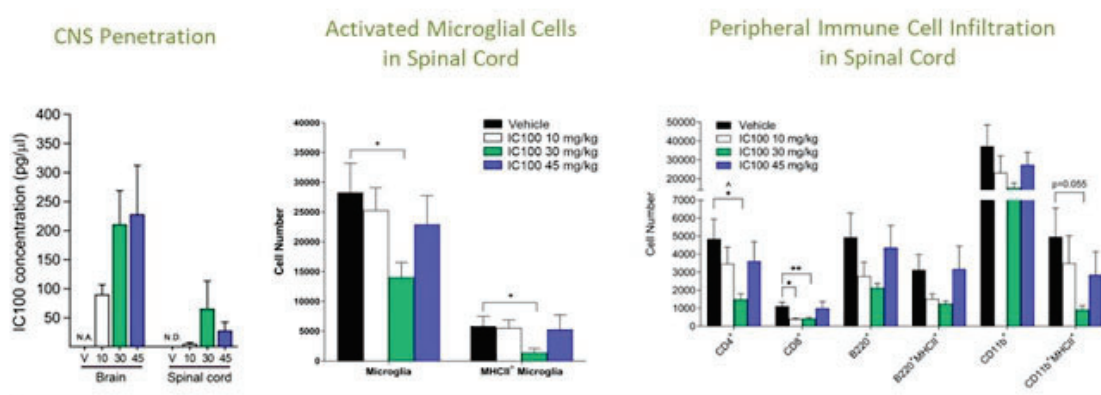 CNS Penetration
IC100 concentration (pg/µl)
400
350
300
250
200
150
100
50
N.A.
N.D.
V 10 30 45 V 10 30 45
Brain Spinal cord
Activated Microglial Cells
in Spinal Cord
Vehicle
IC100 10 mg/kg
IC100 30 mg/kg
IC100 45 mg/kg
Cell Number
40000
35000
30000
25000
20000
15000
10000
5000
0
*
*
Microglia MHCII⁺ Microglia
Peripheral Immune Cell Infiltration
in Spinal Cord
Vehicle
IC100 10 mg/kg
IC100 30 mg/kg
IC100 45 mg/kg
Cell Number
50000
40000
30000
20000
7000
6000
5000
4000
3000
2000
1000
0
^
*
**
*
p=0.055
CD4⁺ CD8⁺ B220⁺ B220⁺MHCII⁺ CD11b⁺ CD11b⁺MHCII⁺